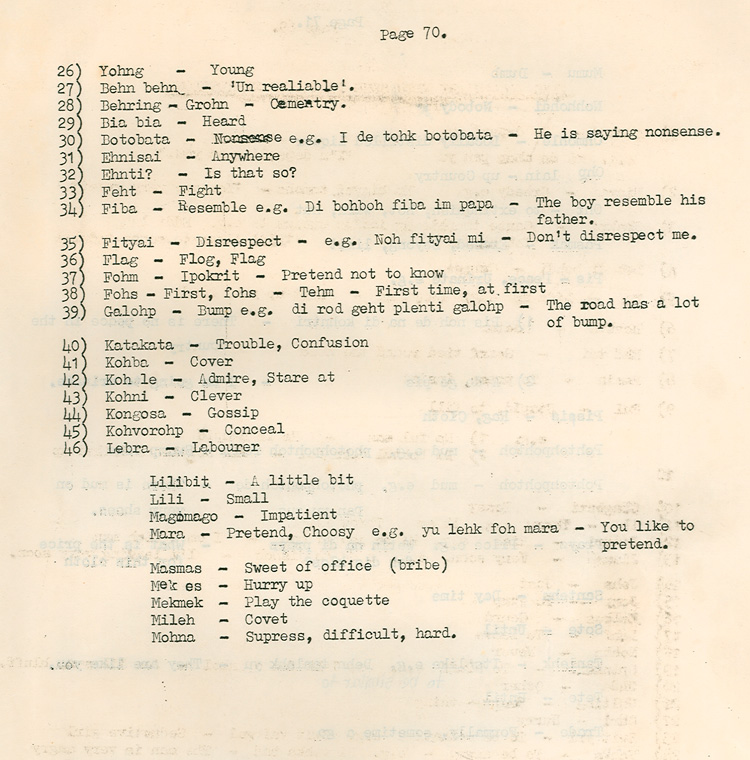 Page 70.
26) Yohng - Young
27) Behn behn - 'Un realiable'.
28) Behring - Grohn - Cementry.
29) Bia bia - Heard
30) Botobata - Nonsense e.g. I de tohk botobata - He is saying nonsense.
31) Ehnisai - Anywhere
32) Ehnti? - Is that so?
33) Feht - Fight
34) Fiba - Resemble e.g. Di bohboh fiba im papa - The boy resemble his
father.
35) Fityai - Disrespect - e.g. Noh fityai mi - Don't disrespect me.
36) Flag - Flog, Flag
37) Fohm - Ipokrit - Pretend not to know
38) Fohs - First, fohs - Tehm - First time, at first
39) Galohp - Bump e.g. di rod geht plenti galohp - The road has a lot
of bump.
40) Katakata - Trouble, Confusion
41) Kohba - Cover
42) Koh le - Admire, Stare at
43) Kohni - Clever
44) Kongosa - Gossip
45) Kohvorohp - Conceal
46) Lebra - Labourer
Lilibit - A little bit
Lili - Small
Magomago - Impatient
Mara - Pretend, Choosy e.g. yu lehk foh mara - You like to
pretend.
Masmas - Sweet of office (bribe)
Mek es - Hurry up
Mekmek - Play the coquette
Mileh - Covet
Mohna - Supress, difficult, hard.